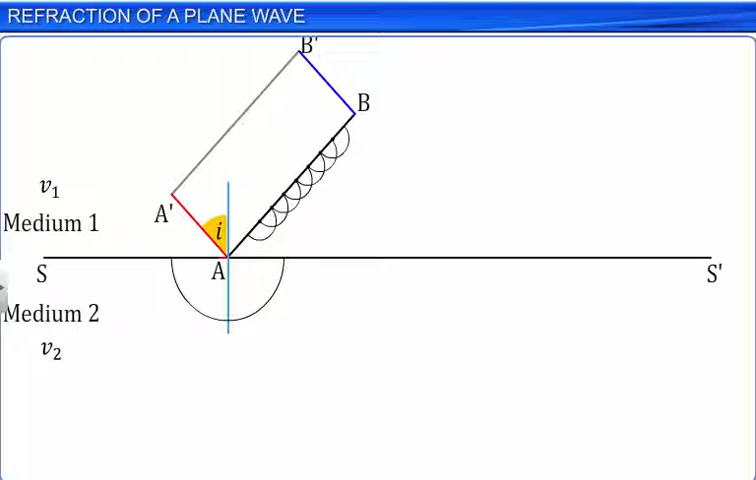 REFRACTION OF A PLANE WAVE
B'
B
v₁
A'
i
Medium 1
A
S
S'
Medium 2
v₂